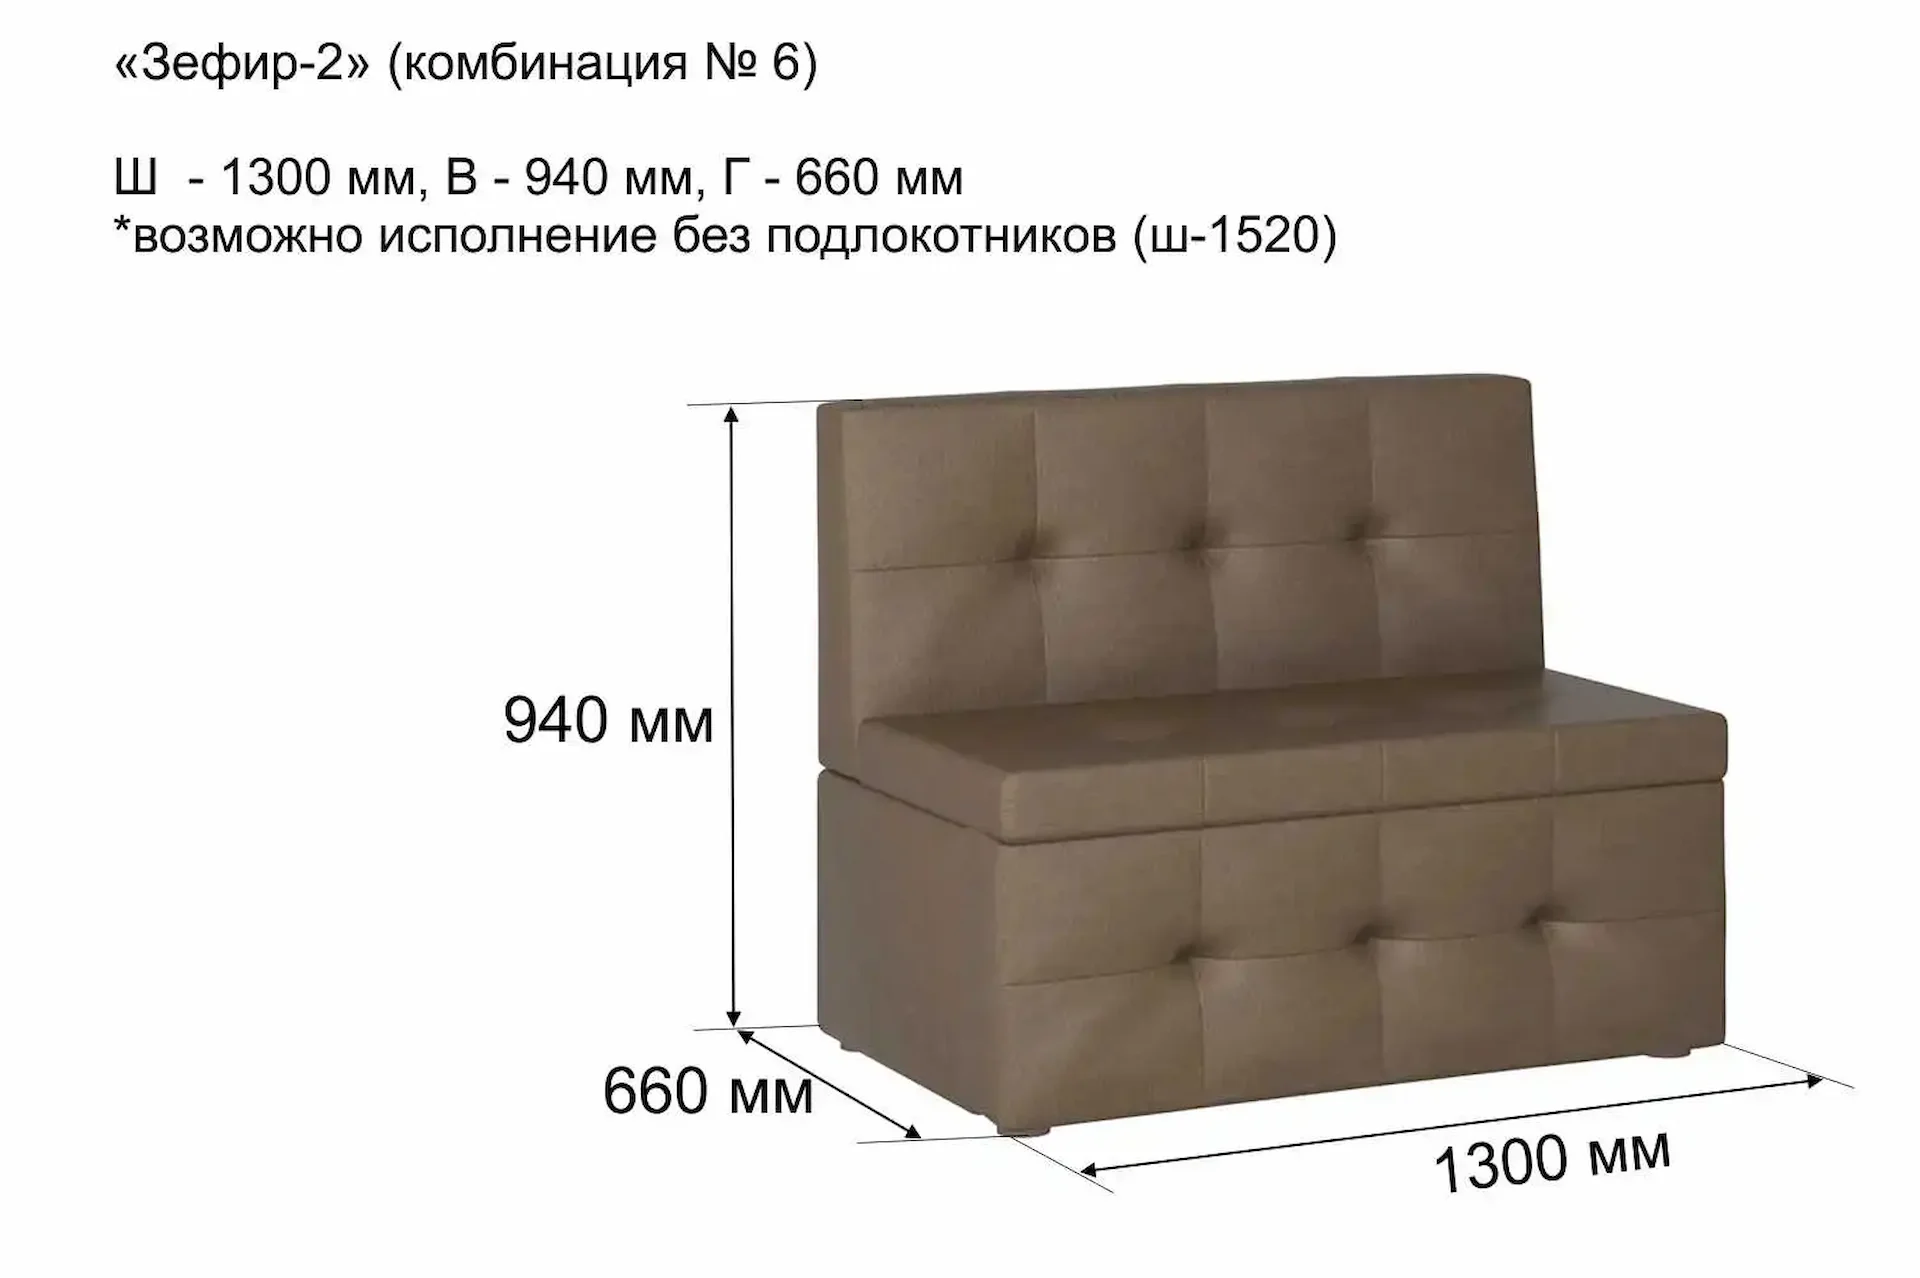 «Зефир-2» (комбинация № 6)
Ш - 1300 мм, В - 940 мм, Г - 660 мм
*возможно исполнение без подлокотников (ш-1520)
940 мм
660 мм
1300 мм